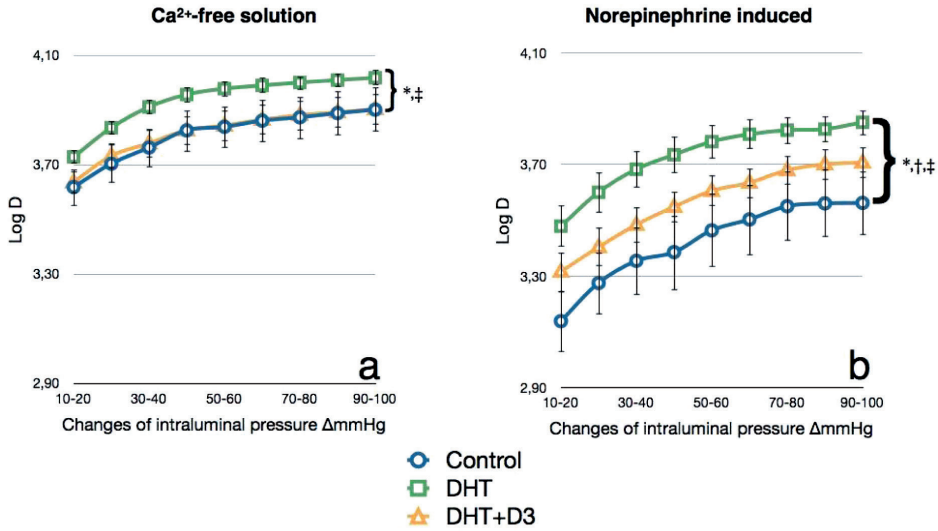 Ca²⁺-free solution
4,10
3,70
3,30
2,90
Log D
*,‡
a
10-20 30-40 50-60 70-80 90-100
Changes of intraluminal pressure ΔmmHg
Norepinephrine induced
4,10
3,70
3,30
2,90
Log D
*,†,‡
b
10-20 30-40 50-60 70-80 90-100
Changes of intraluminal pressure ΔmmHg
Control
DHT
DHT+D3